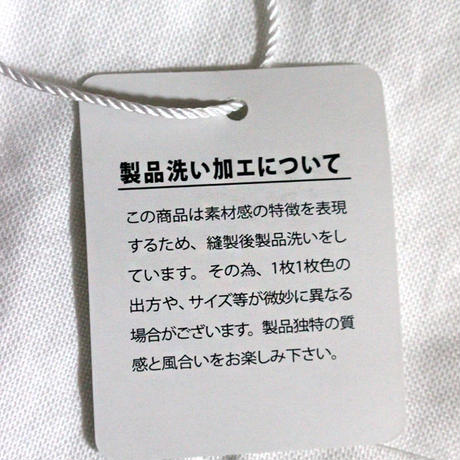 製品洗い加工について
この商品は素材感の特徴を表現
するため、縫製後製品洗いをし
ています。その為、1枚1枚色の
出方や、サイズ等が微妙に異なる
場合がございます。製品独特の質
感と風合いをお楽しみ下さい。